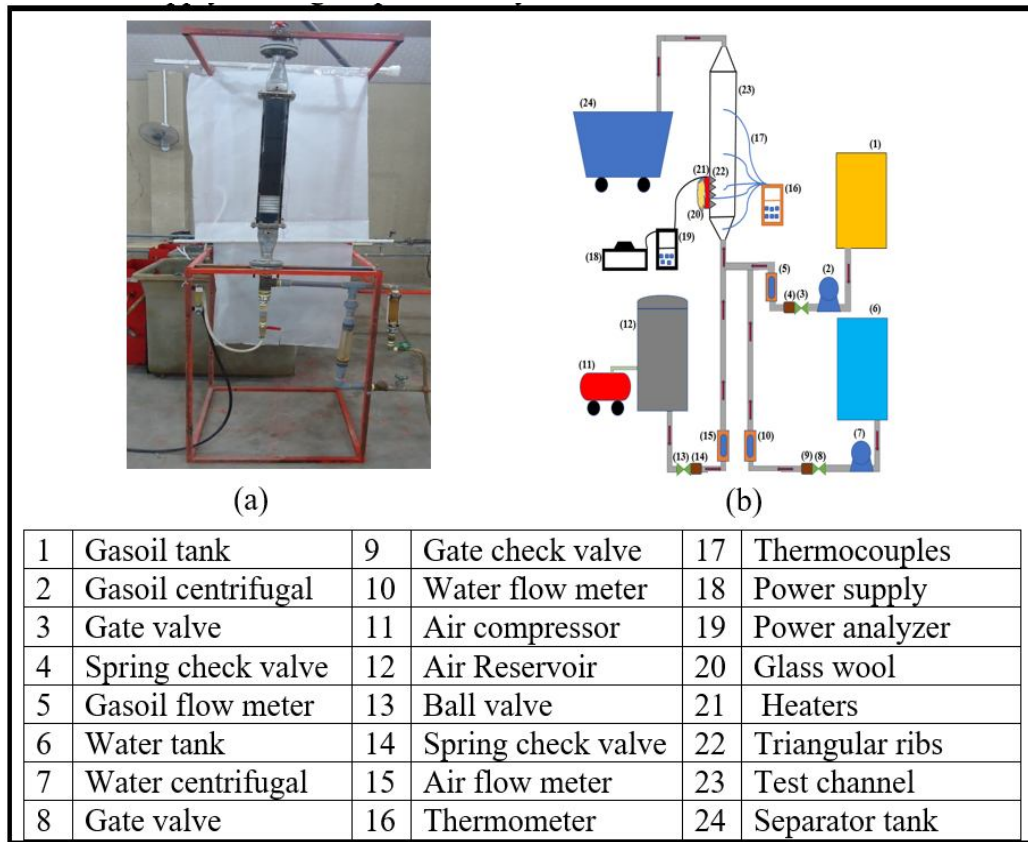 (23)
(24)
(17)
(1)
(21) (22)
(16)
(20)
(19)
(18)
(5) (2)
(4) (3)
(6)
(12)
(11)
(15) (10) (7)
(13) (14) (9) (8)
(a) (b)
1 Gasoil tank 9 Gate check valve 17 Thermocouples
2 Gasoil centrifugal 10 Water flow meter 18 Power supply
3 Gate valve 11 Air compressor 19 Power analyzer
4 Spring check valve 12 Air Reservoir 20 Glass wool
5 Gasoil flow meter 13 Ball valve 21 Heaters
6 Water tank 14 Spring check valve 22 Triangular ribs
7 Water centrifugal 15 Air flow meter 23 Test channel
8 Gate valve 16 Thermometer 24 Separator tank